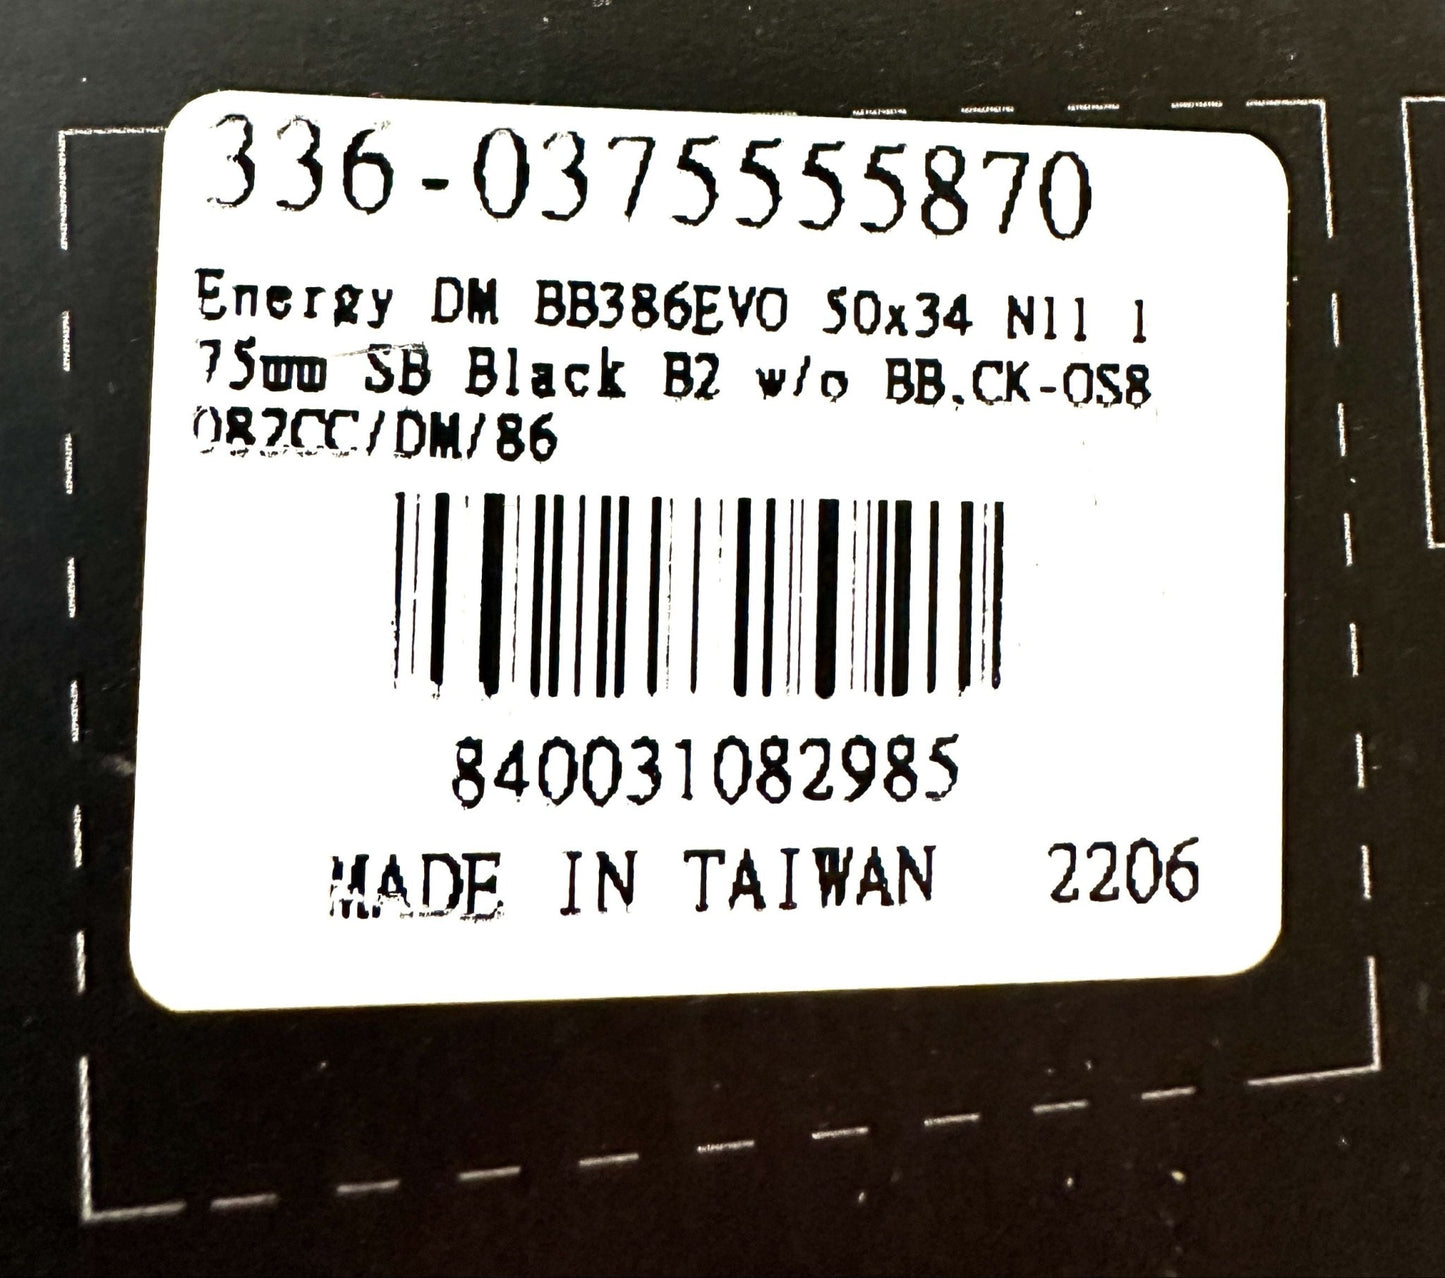 336-0375555870
Energy DM BB386EVO 50x34 N11 1
75mm SB Black B2 w/o BB.CK-OS8
082CC/DM/86
840031082985
MADE IN TAIWAN 2206